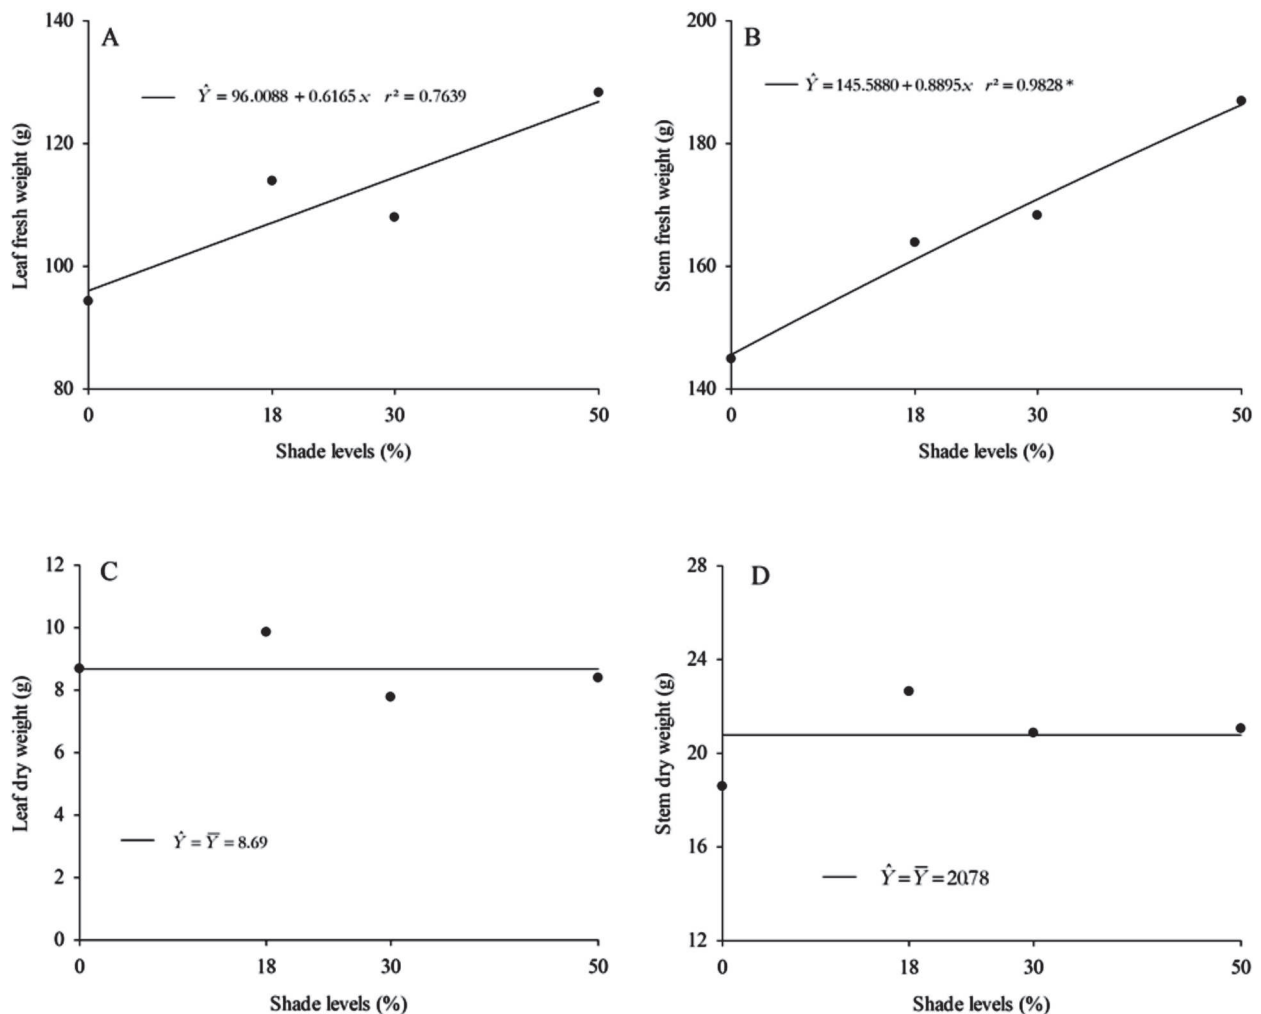 A
Ŷ = 96.0088 + 0.6165x r² = 0.7639
140
120
100
80
0 18 30 50
Leaf fresh weight (g)
Shade levels (%)
B
Ŷ = 145.5880 + 0.8895x r² = 0.9828 *
200
180
160
140
0 18 30 50
Stem fresh weight (g)
Shade levels (%)
C
12
10
8
6
4
2
0
Ŷ = Y̅ = 8.69
0 18 30 50
Leaf dry weight (g)
Shade levels (%)
D
28
24
20
16
12
Ŷ = Y̅ = 20.78
0 18 30 50
Stem dry weight (g)
Shade levels (%)